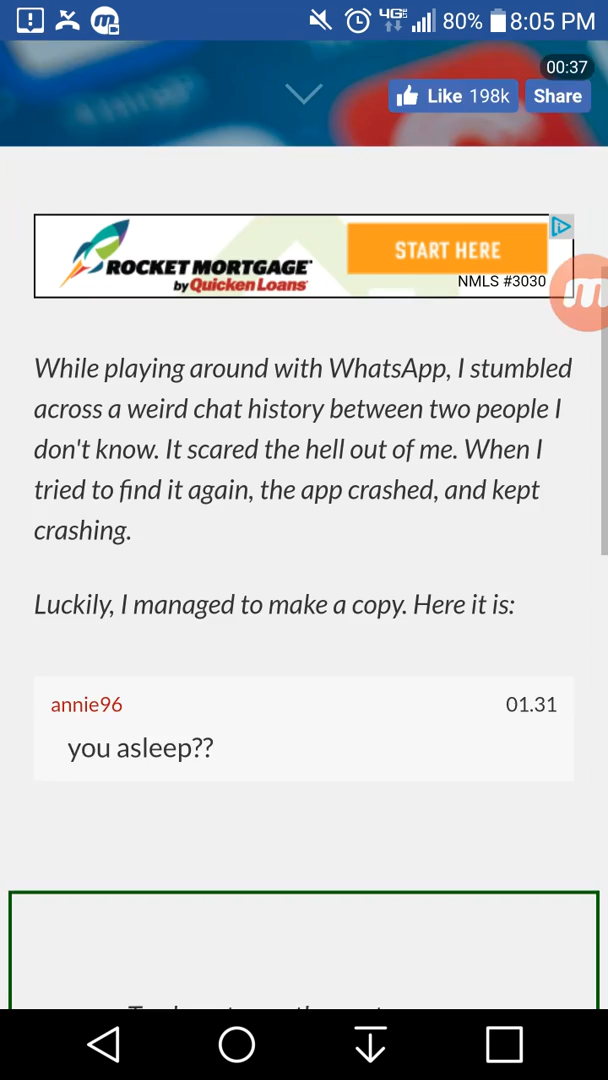 80% 8:05 PM
00:37
Like 198k Share
ROCKET MORTGAGE
by Quicken Loans
START HERE
NMLS #3030
While playing around with WhatsApp, I stumbled
across a weird chat history between two people I
don't know. It scared the hell out of me. When I
tried to find it again, the app crashed, and kept
crashing.
Luckily, I managed to make a copy. Here it is:
annie96 01.31
you asleep??